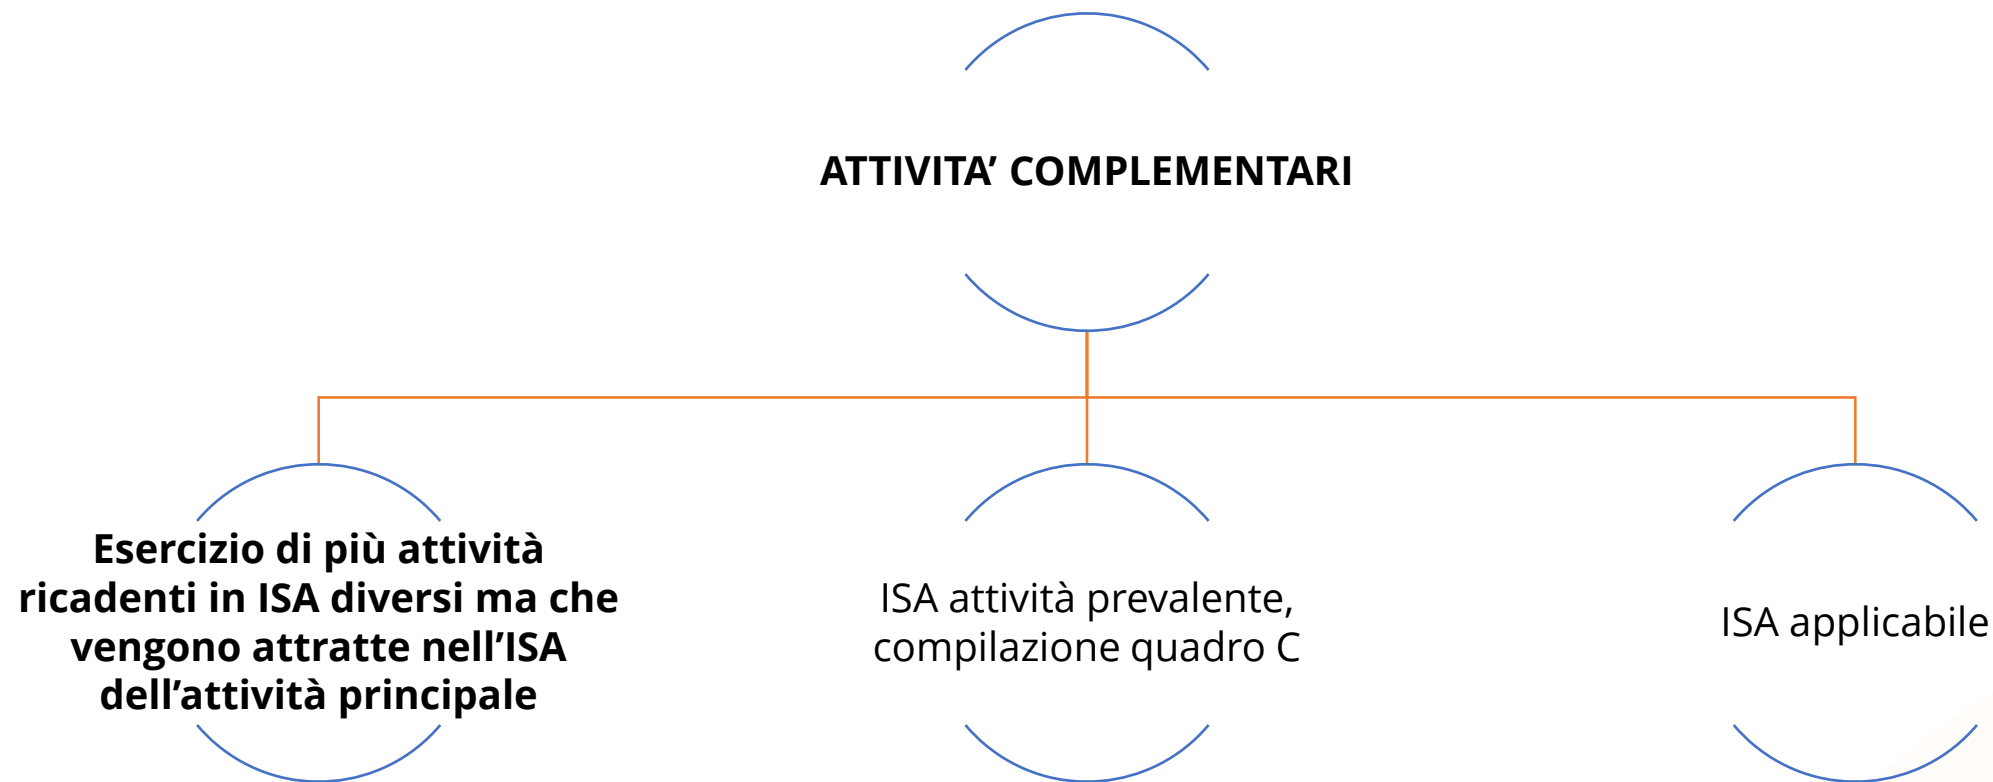 ATTIVITA’ COMPLEMENTARI
Esercizio di più attività
ricadenti in ISA diversi ma che
vengono attratte nell’ISA
dell’attività principale
ISA attività prevalente,
compilazione quadro C
ISA applicabile